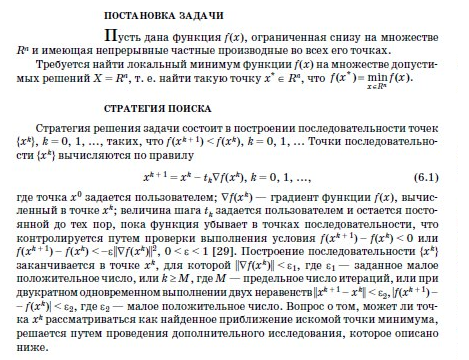 ПОСТАНОВКА ЗАДАЧИ
Пусть дана функция f(x), ограниченная снизу на множестве
Rⁿ и имеющая непрерывные частные производные во всех его точках.
Требуется найти локальный минимум функции f(x) на множестве допусти-
мых решений X = Rⁿ, т. е. найти такую точку x* ∈ Rⁿ, что f(x*) = min f(x).
x∈Rⁿ
СТРАТЕГИЯ ПОИСКА
Стратегия решения задачи состоит в построении последовательности точек
{xᵏ}, k = 0, 1, ..., таких, что f(xᵏ⁺¹) < f(xᵏ), k = 0, 1, ... Точки последовательно-
сти {xᵏ} вычисляются по правилу
xᵏ⁺¹ = xᵏ – tₖ∇f(xᵏ), k = 0, 1, ..., (6.1)
где точка x⁰ задается пользователем; ∇f(xᵏ) — градиент функции f(x), вычис-
ленный в точке xᵏ; величина шага tₖ задается пользователем и остается посто-
янной до тех пор, пока функция убывает в точках последовательности, что
контролируется путем проверки выполнения условия f(xᵏ⁺¹) – f(xᵏ) < 0 или
f(xᵏ⁺¹) – f(xᵏ) < –ε‖∇f(xᵏ)‖², 0 < ε < 1 [29]. Построение последовательности {xᵏ}
заканчивается в точке xᵏ, для которой ‖∇f(xᵏ)‖ < ε₁, где ε₁ — заданное малое
положительное число, или k ≥ M, где M — предельное число итераций, или при
двукратном одновременном выполнении двух неравенств ‖xᵏ⁺¹ – xᵏ‖ < ε₂, |f(xᵏ⁺¹) –
– f(xᵏ)| < ε₂, где ε₂ — малое положительное число. Вопрос о том, может ли точ-
ка xᵏ рассматриваться как найденное приближение искомой точки минимума,
решается путем проведения дополнительного исследования, которое описано
ниже.